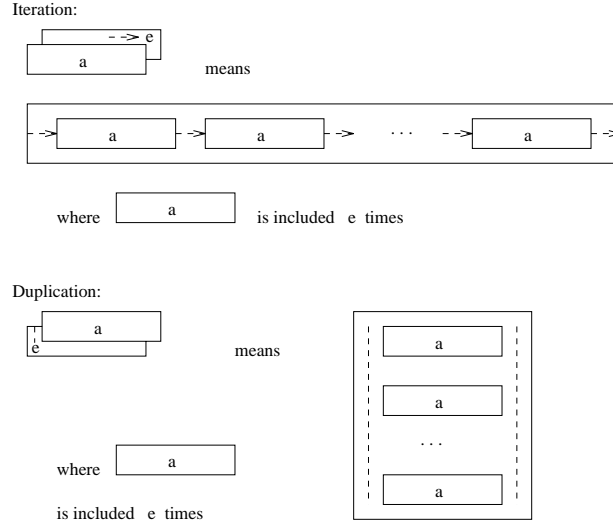 Iteration:
e
a
means
a a ... a
where a is included e times
Duplication:
a
e
means
a
a
...
a
where a
is included e times